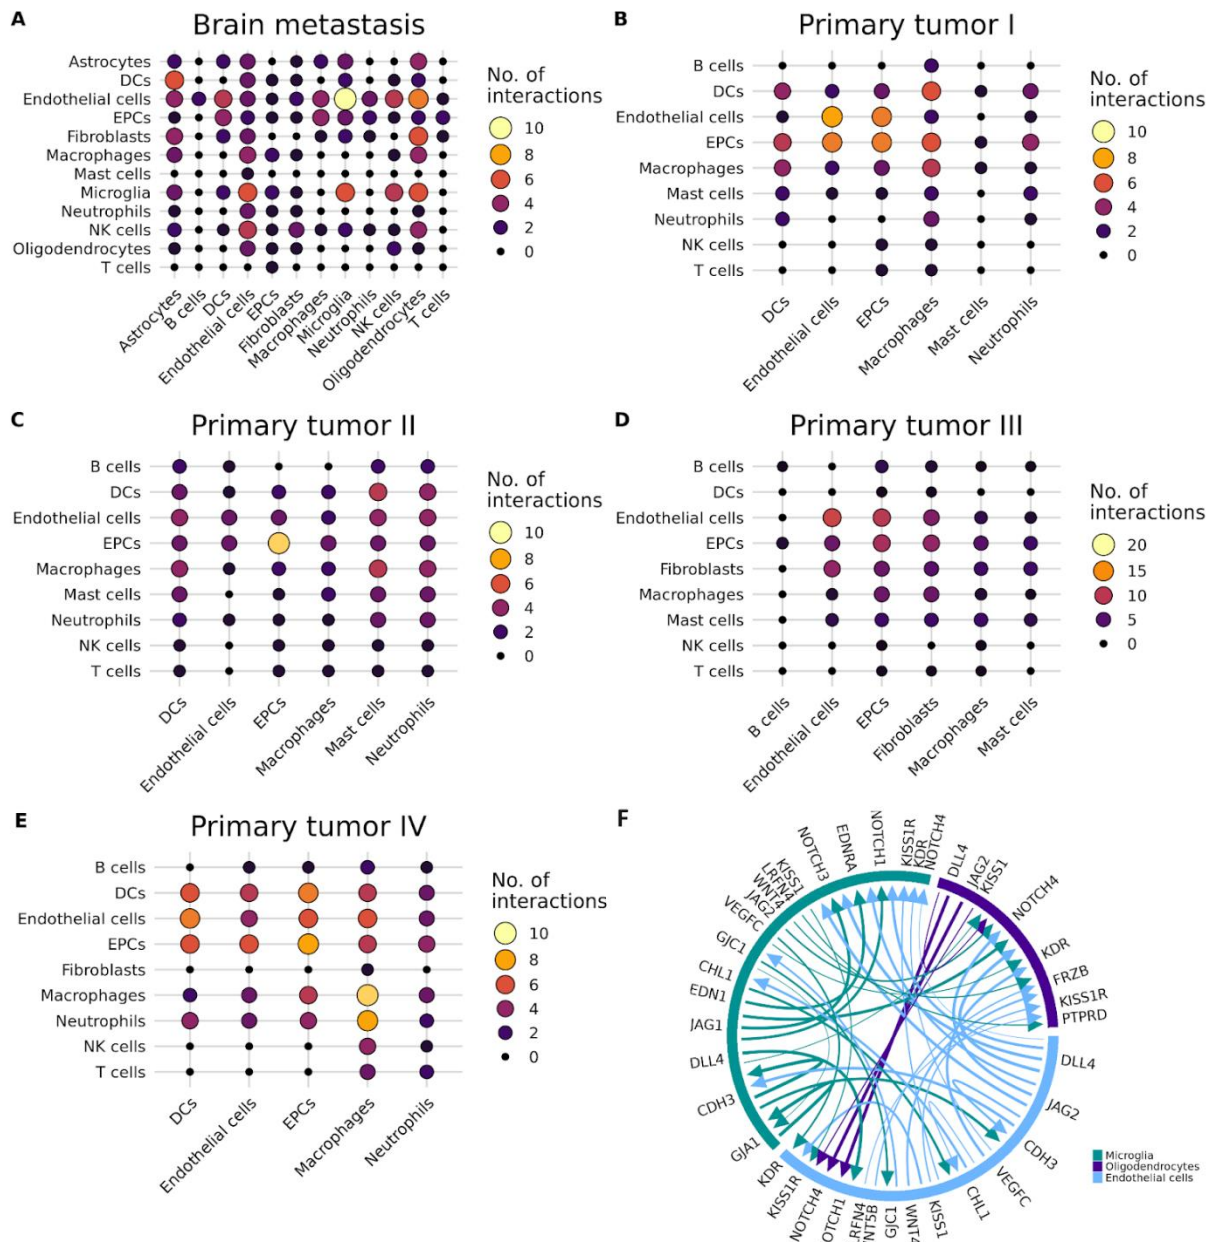 A
Brain metastasis
Astrocytes
DCs
Endothelial cells
EPCs
Fibroblasts
Macrophages
Mast cells
Microglia
Neutrophils
NK cells
Oligodendrocytes
T cells
Astrocytes
B cells
DCs
Endothelial cells
EPCs
Fibroblasts
Macrophages
Microglia
Neutrophils
NK cells
Oligodendrocytes
T cells
No. of
interactions
10
8
6
4
2
0
B
Primary tumor I
B cells
DCs
Endothelial cells
EPCs
Macrophages
Mast cells
Neutrophils
NK cells
T cells
DCs
Endothelial cells
EPCs
Macrophages
Mast cells
Neutrophils
No. of
interactions
10
8
6
4
2
0
C
Primary tumor II
B cells
DCs
Endothelial cells
EPCs
Macrophages
Mast cells
Neutrophils
NK cells
T cells
DCs
Endothelial cells
EPCs
Macrophages
Mast cells
Neutrophils
No. of
interactions
10
8
6
4
2
0
D
Primary tumor III
B cells
DCs
Endothelial cells
EPCs
Fibroblasts
Macrophages
Mast cells
NK cells
T cells
B cells
Endothelial cells
EPCs
Fibroblasts
Macrophages
Mast cells
No. of
interactions
20
15
10
5
0
E
Primary tumor IV
B cells
DCs
Endothelial cells
EPCs
Fibroblasts
Macrophages
Neutrophils
NK cells
T cells
DCs
Endothelial cells
EPCs
Macrophages
Neutrophils
No. of
interactions
10
8
6
4
2
0
F
NOTCH3
EDNRA
NOTCH1
KISS1R
KDR
NOTCH4
DLL4
JAG2
KISS1
NOTCH4
KDR
FRZB
KISS1R
PTPRD
DLL4
JAG2
CDH3
VEGFC
CHL1
KISS1
WNT4
GJC1
NT5B
LRFN4
OTCH1
NOTCH4
KISS1R
KDR
GJA1
CDH3
DLL4
JAG1
EDN1
CHL1
GJC1
VEGFC
JAG2
WNT4
LRFN4
KISS1
Microglia
Oligodendrocytes
Endothelial cells